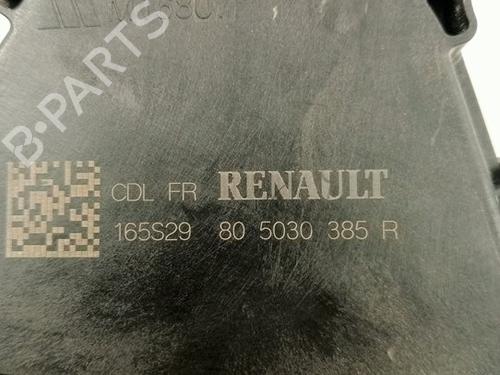 CDL FR RENAULT
165S29 80 5030 385 R
B-PARTS